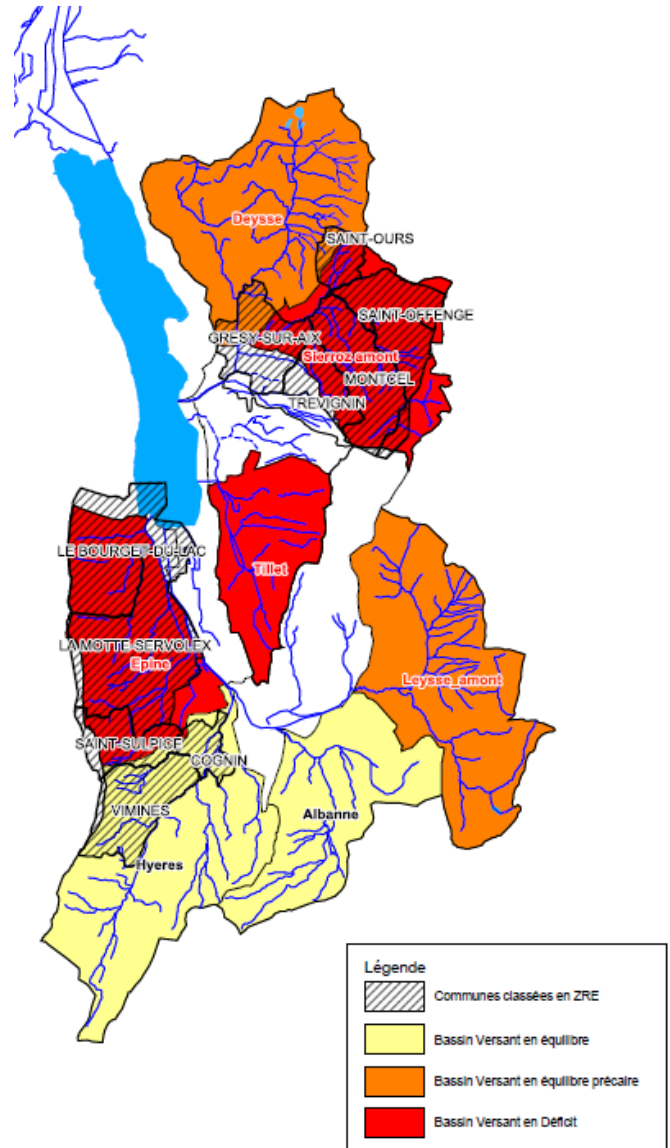 Deysse
SAINT-OURS
SAINT-OFFENGE
GRESY-SUR-AIX
Sierroz amont
MONTCEL
TREVIGNIN
LE BOURGET-DU-LAC
Tillet
LA MOTTE-SERVOLEX
Epine
Leysse_amont
SAINT-SULPICE
COGNIN
VIMINES
Albanne
Hyeres
Légende
Communes classées en ZRE
Bassin Versant en équilibre
Bassin Versant en équilibre précaire
Bassin Versant en Déficit